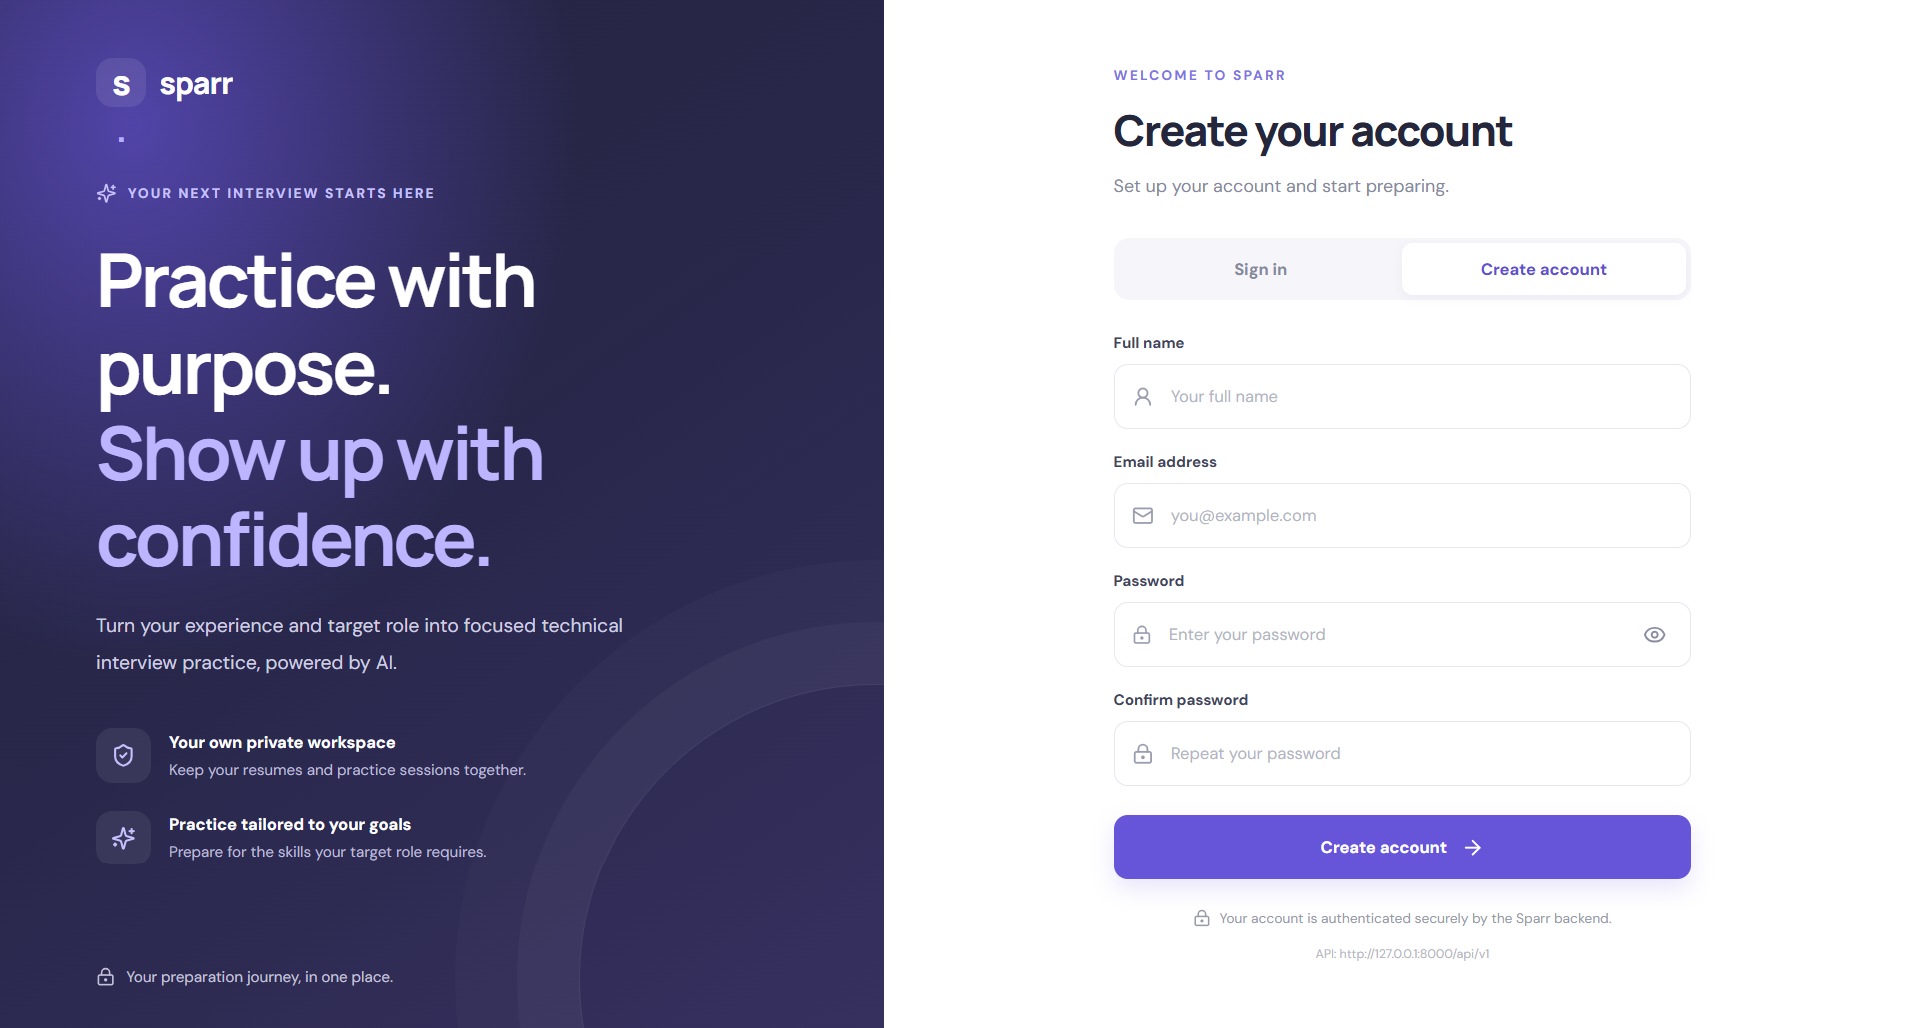 s sparr
YOUR NEXT INTERVIEW STARTS HERE
Practice with
purpose.
Show up with
confidence.
Turn your experience and target role into focused technical
interview practice, powered by AI.
Your own private workspace
Keep your resumes and practice sessions together.
Practice tailored to your goals
Prepare for the skills your target role requires.
Your preparation journey, in one place.
WELCOME TO SPARR
Create your account
Set up your account and start preparing.
Sign in
Create account
Full name
Your full name
Email address
you@example.com
Password
Enter your password
Confirm password
Repeat your password
Create account
Your account is authenticated securely by the Sparr backend.
API: http://127.0.0.1:8000/api/v1